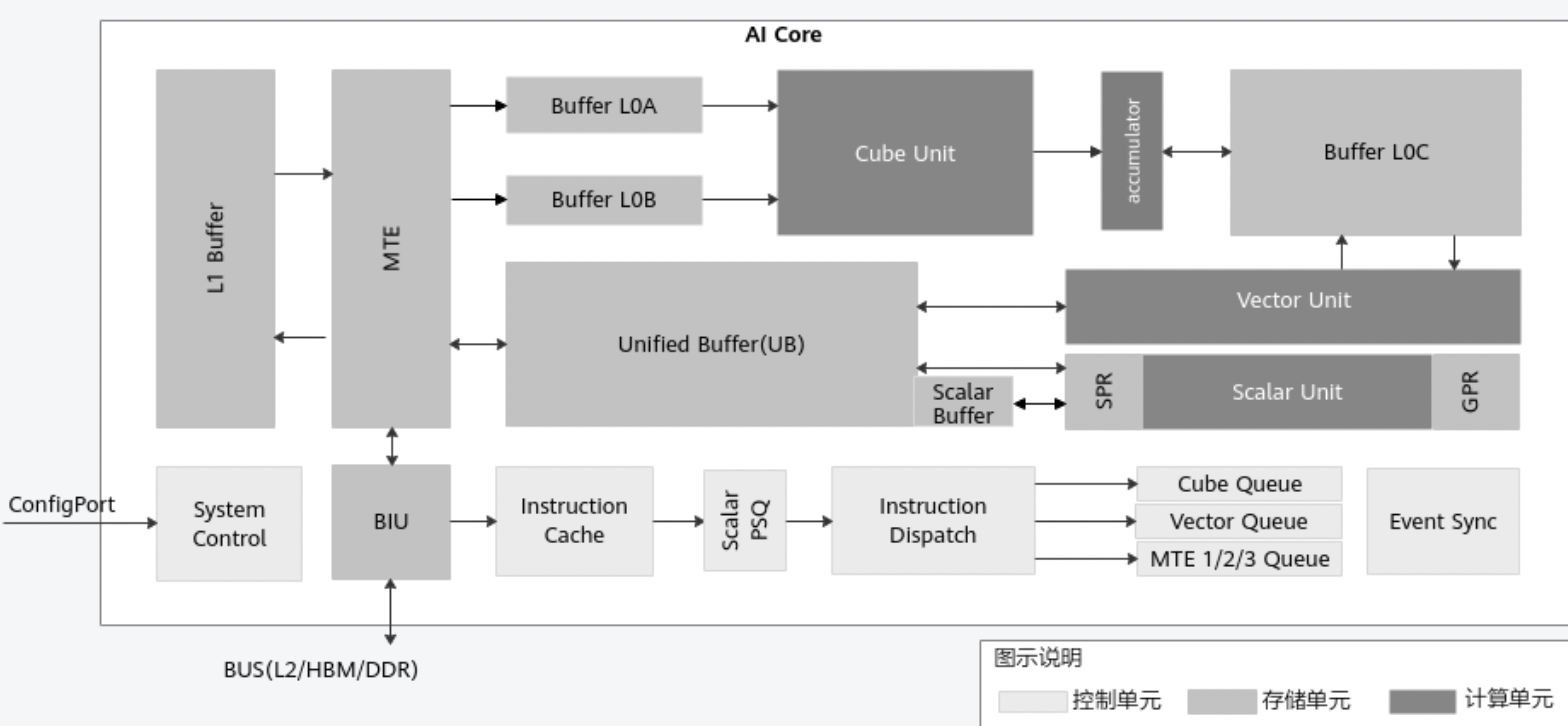 AI Core
L1 Buffer
MTE
Buffer L0A
Buffer L0B
Cube Unit
accumulator
Buffer L0C
Unified Buffer(UB)
Vector Unit
Scalar
Buffer
SPR
Scalar Unit
GPR
ConfigPort
System
Control
BIU
Instruction
Cache
Scalar
PSQ
Instruction
Dispatch
Cube Queue
Vector Queue
MTE 1/2/3 Queue
Event Sync
BUS(L2/HBM/DDR)
图示说明
控制单元
存储单元
计算单元